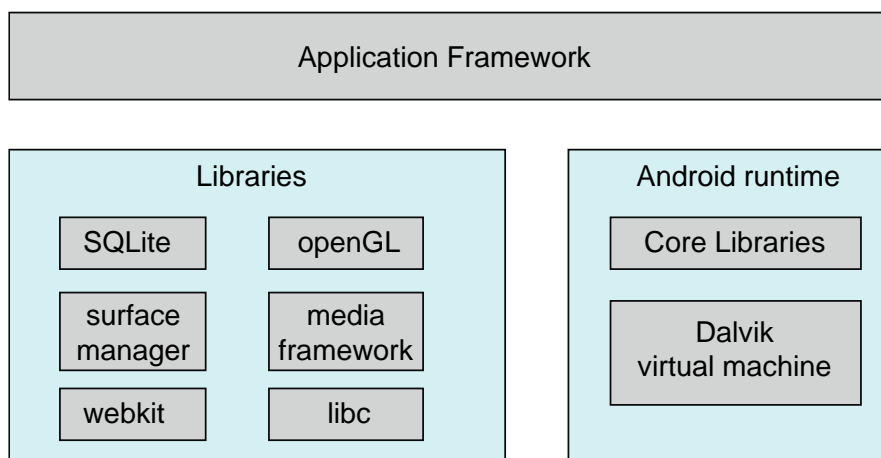 Application Framework
Libraries
SQLite
openGL
surface
manager
media
framework
webkit
libc
Android runtime
Core Libraries
Dalvik
virtual machine